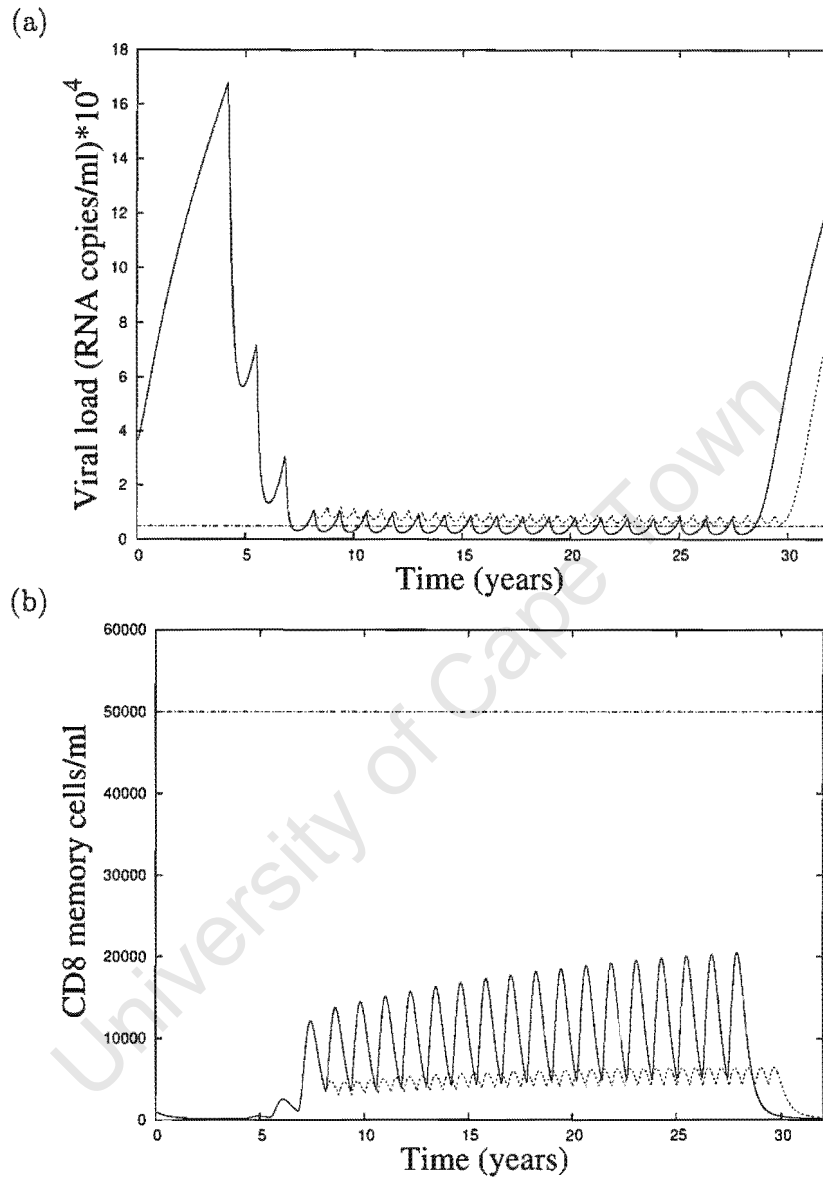 (a)
Viral load (RNA copies/ml)*10^4
18
16
14
12
10
8
6
4
2
0
0 5 10 15 20 25 30
Time (years)
(b)
CD8 memory cells/ml
60000
50000
40000
30000
20000
10000
0
0 5 10 15 20 25 30
Time (years)
University of Cape Town